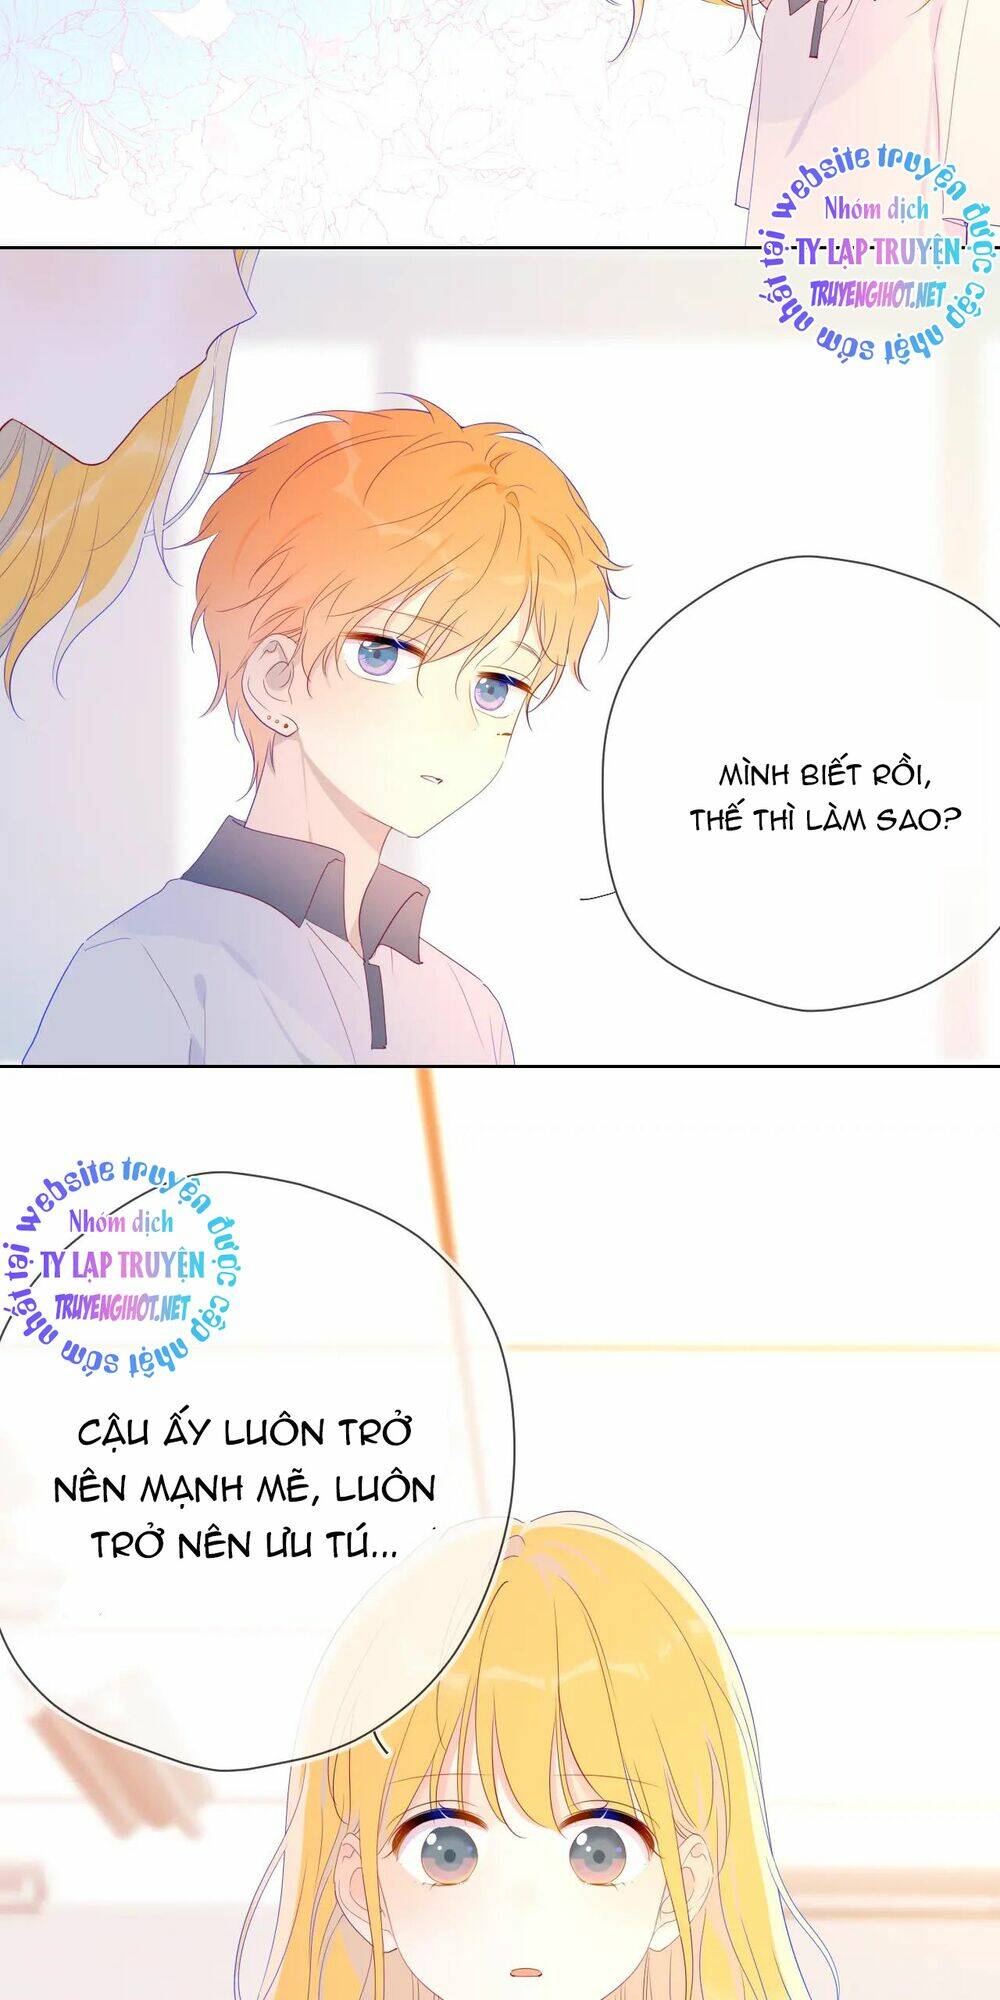 nhất tại website truyện được cập nhật sớm
Nhóm dịch
TY LAP TRUYỆN
TRUYENGIHOT.NET
MÌNH BIẾT RỒI,
THẾ THÌ LÀM SAO?
nhất tại website truyện được cập nhật sớm
Nhóm dịch
TY LAP TRUYỆN
TRUYENGIHOT.NET
CẬU ẤY LUÔN TRỞ
NÊN MẠNH MẼ, LUÔN
TRỞ NÊN ƯU TÚ...